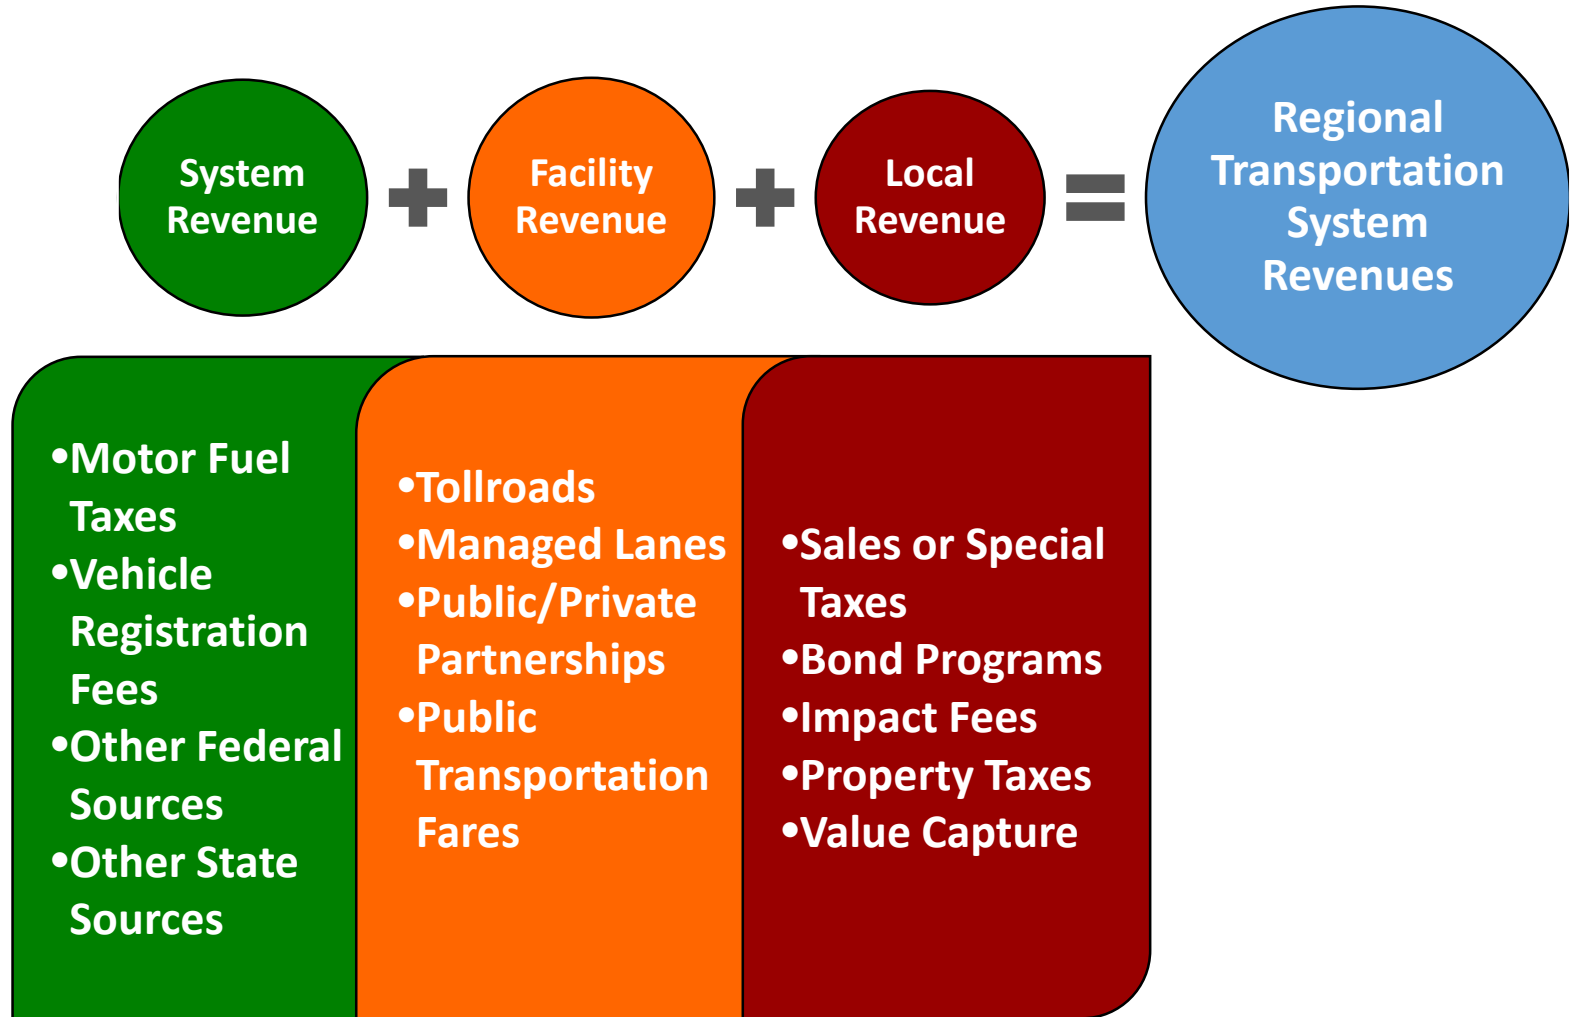 System
Revenue
Facility
Revenue
Local
Revenue
Regional
Transportation
System
Revenues
•Motor Fuel
Taxes
•Vehicle
Registration
Fees
•Other Federal
Sources
•Other State
Sources
•Tollroads
•Managed Lanes
•Public/Private
Partnerships
•Public
Transportation
Fares
•Sales or Special
Taxes
•Bond Programs
•Impact Fees
•Property Taxes
•Value Capture